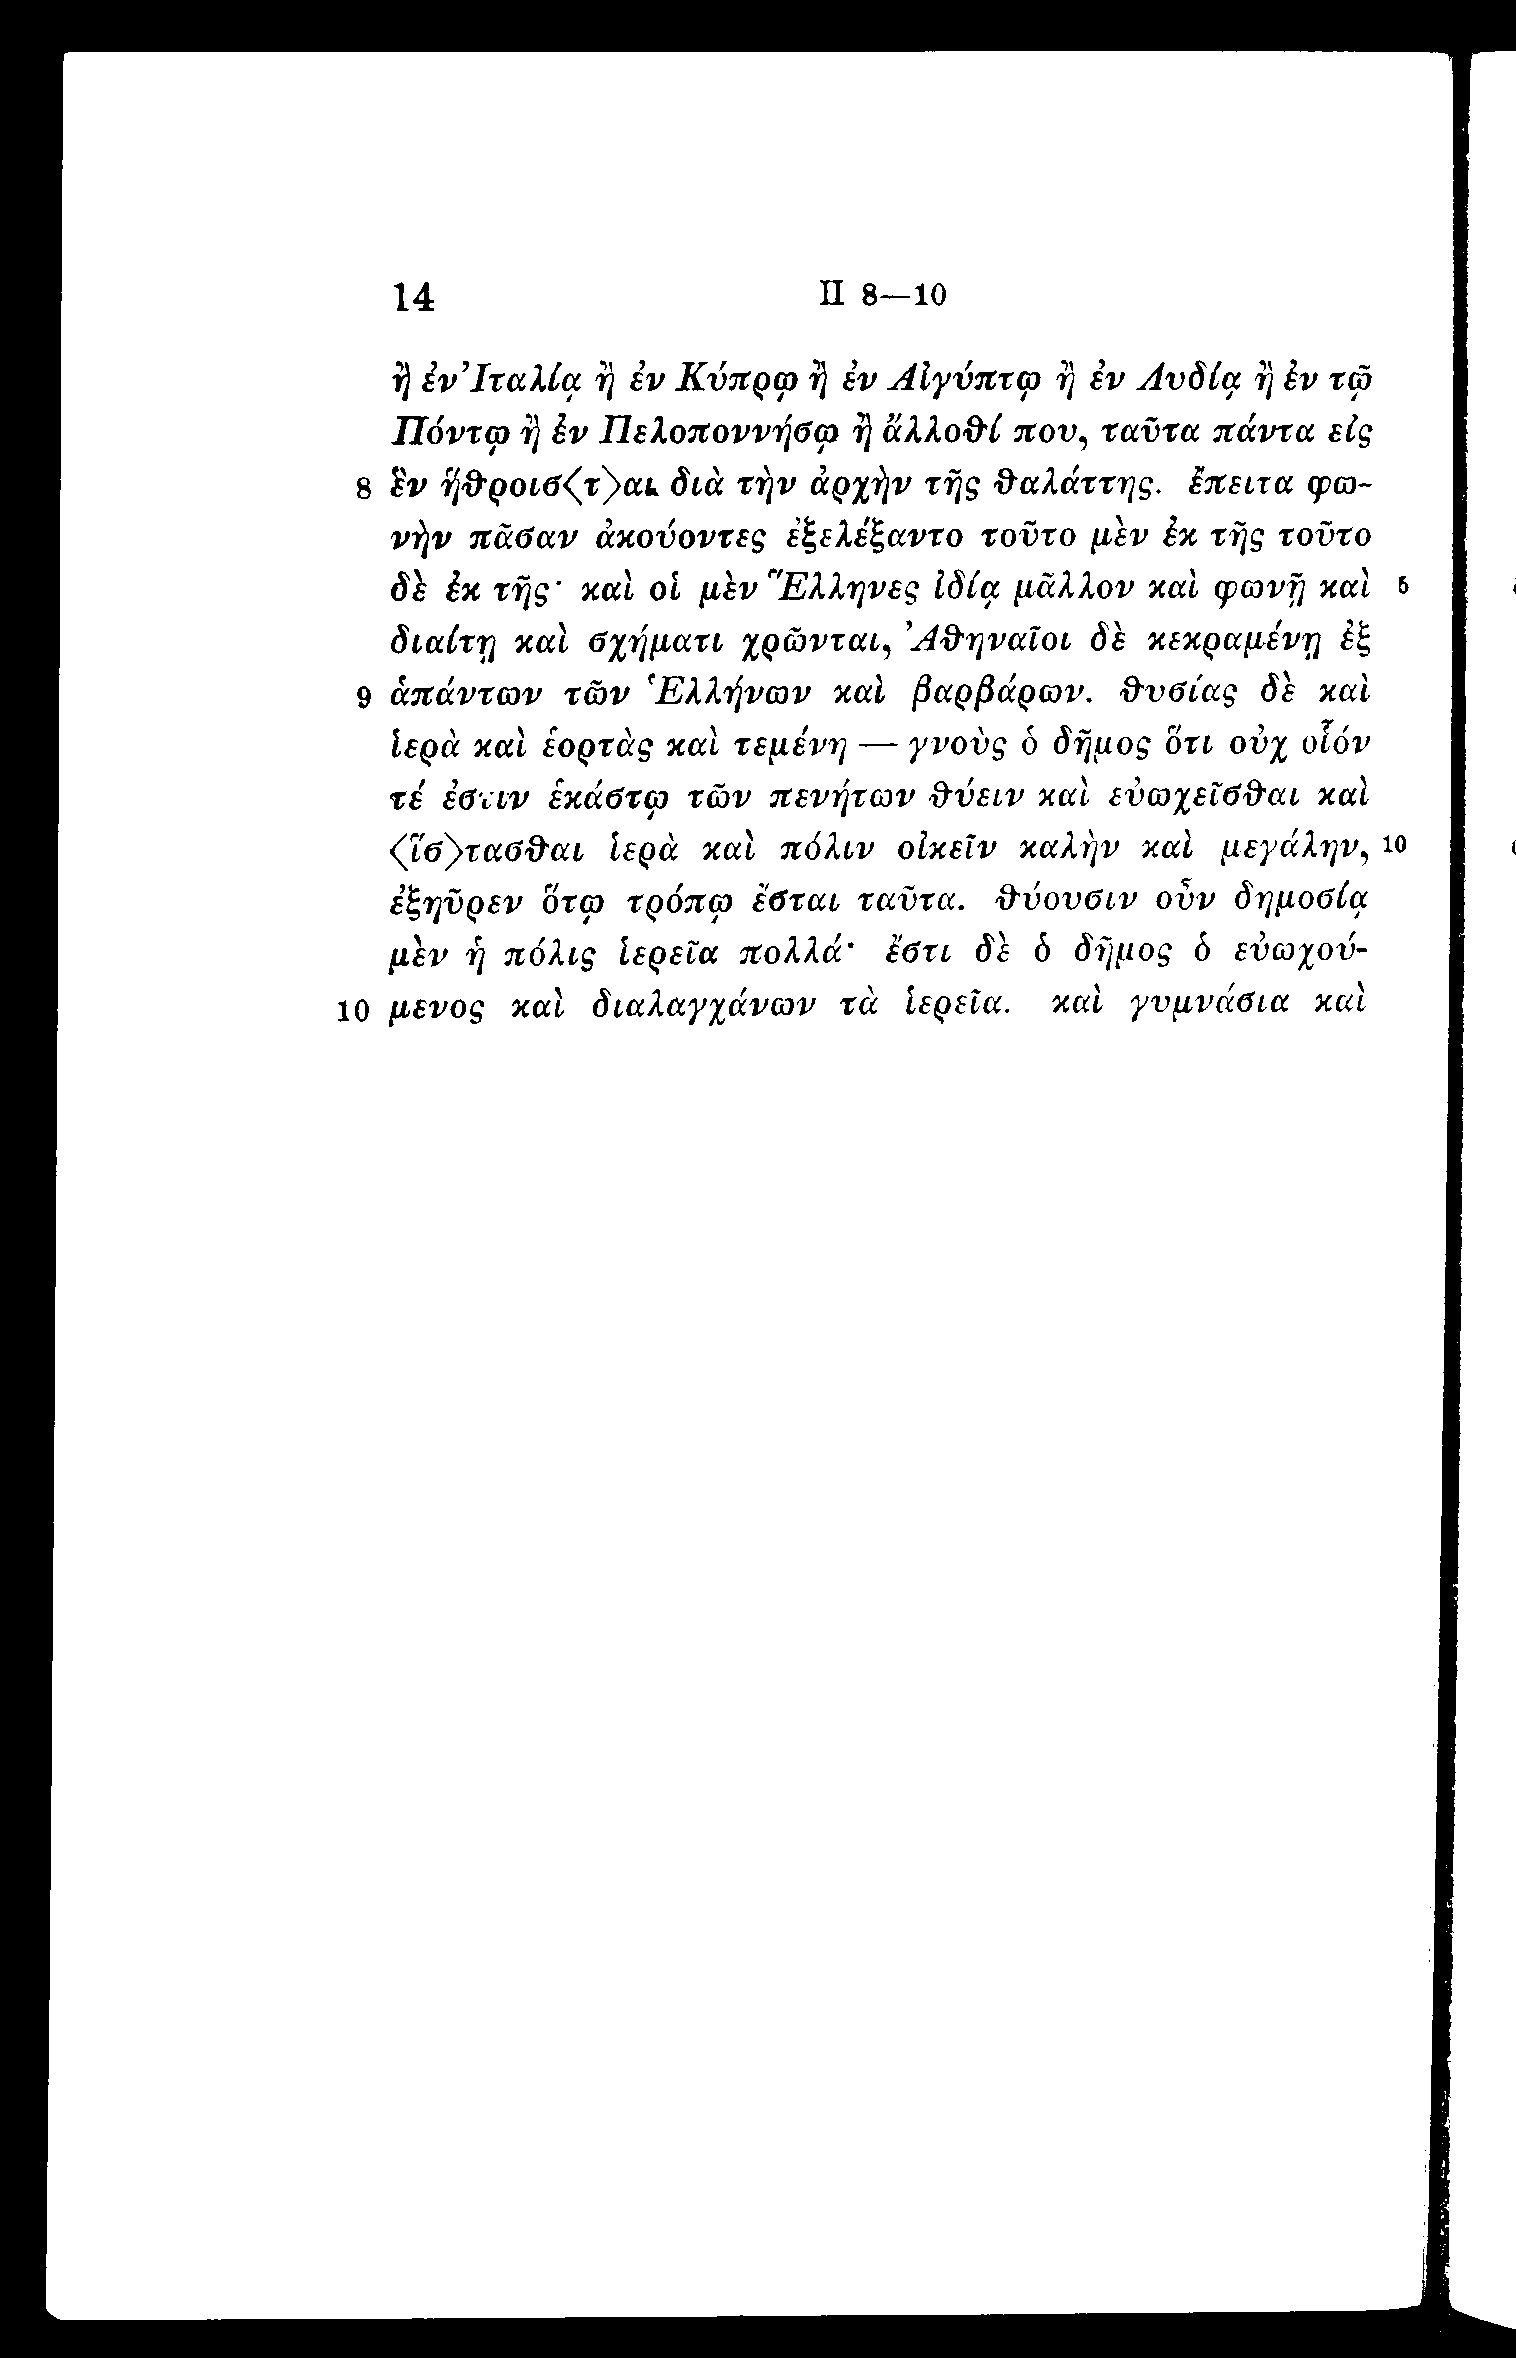 14 II 8—10
ἢ ἐν Ἰταλίᾳ ἢ ἐν Κύπρῳ ἢ ἐν Αἰγύπτῳ ἢ ἐν Λυδίᾳ ἢ ἐν τῷ
Πόντῳ ἢ ἐν Πελοποννήσῳ ἢ ἄλλοθί που, ταῦτα πάντα εἰς
8 ἓν ἥθροισ⟨τ⟩αι διὰ τὴν ἀρχὴν τῆς θαλάττης. ἔπειτα φω-
νὴν πᾶσαν ἀκούοντες ἐξελέξαντο τοῦτο μὲν ἐκ τῆς τοῦτο
δὲ ἐκ τῆς· καὶ οἱ μὲν Ἕλληνες ἰδίᾳ μᾶλλον καὶ φωνῇ καὶ 5
διαίτῃ καὶ σχήματι χρῶνται, Ἀθηναῖοι δὲ κεκραμένῃ ἐξ
9 ἁπάντων τῶν Ἑλλήνων καὶ βαρβάρων. θυσίας δὲ καὶ
ἱερὰ καὶ ἑορτὰς καὶ τεμένη — γνοὺς ὁ δῆμος ὅτι οὐχ οἷόν
τέ ἐστιν ἑκάστῳ τῶν πενήτων θύειν καὶ εὐωχεῖσθαι καὶ
⟨ἵσ⟩τασθαι ἱερὰ καὶ πόλιν οἰκεῖν καλὴν καὶ μεγάλην, 10
ἐξηῦρεν ὅτῳ τρόπῳ ἔσται ταῦτα. θύουσιν οὖν δημοσίᾳ
μὲν ἡ πόλις ἱερεῖα πολλά· ἔστι δὲ ὁ δῆμος ὁ εὐωχού-
10 μενος καὶ διαλαγχάνων τὰ ἱερεῖα. καὶ γυμνάσια καὶ